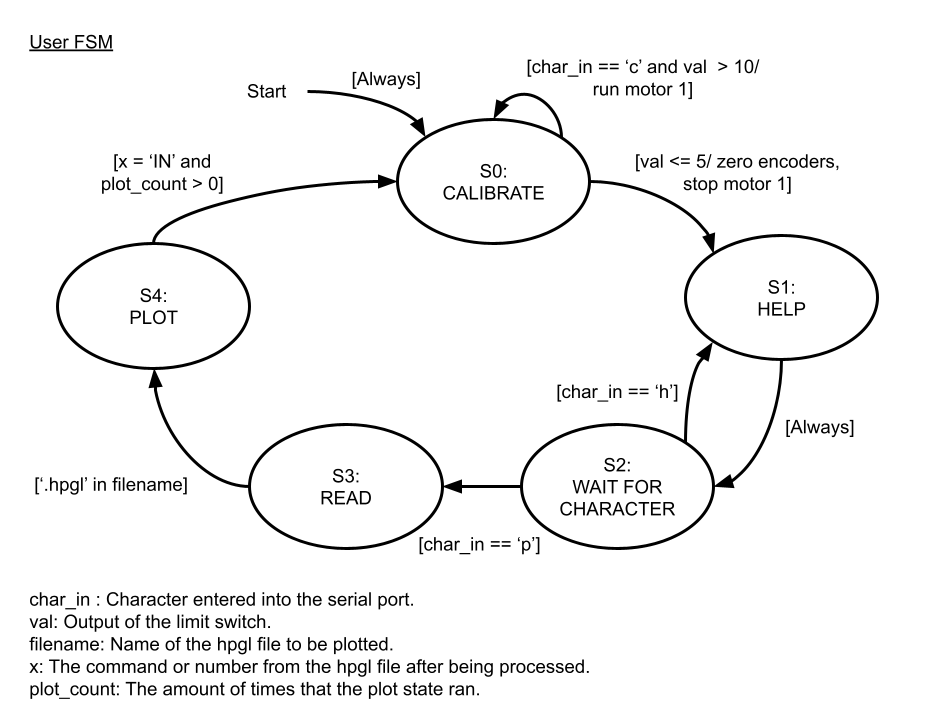 User FSM
Start
[Always]
[char_in == ‘c’ and val  > 10/
run motor 1]
[x = ‘IN’ and
plot_count > 0]
S0:
CALIBRATE
[val <= 5/ zero encoders,
stop motor 1]
S4:
PLOT
S1:
HELP
[char_in == ‘h’]
[Always]
[‘.hpgl’ in filename]
S3:
READ
S2:
WAIT FOR
CHARACTER
[char_in == ‘p’]
char_in : Character entered into the serial port.
val: Output of the limit switch.
filename: Name of the hpgl file to be plotted.
x: The command or number from the hpgl file after being processed.
plot_count: The amount of times that the plot state ran.